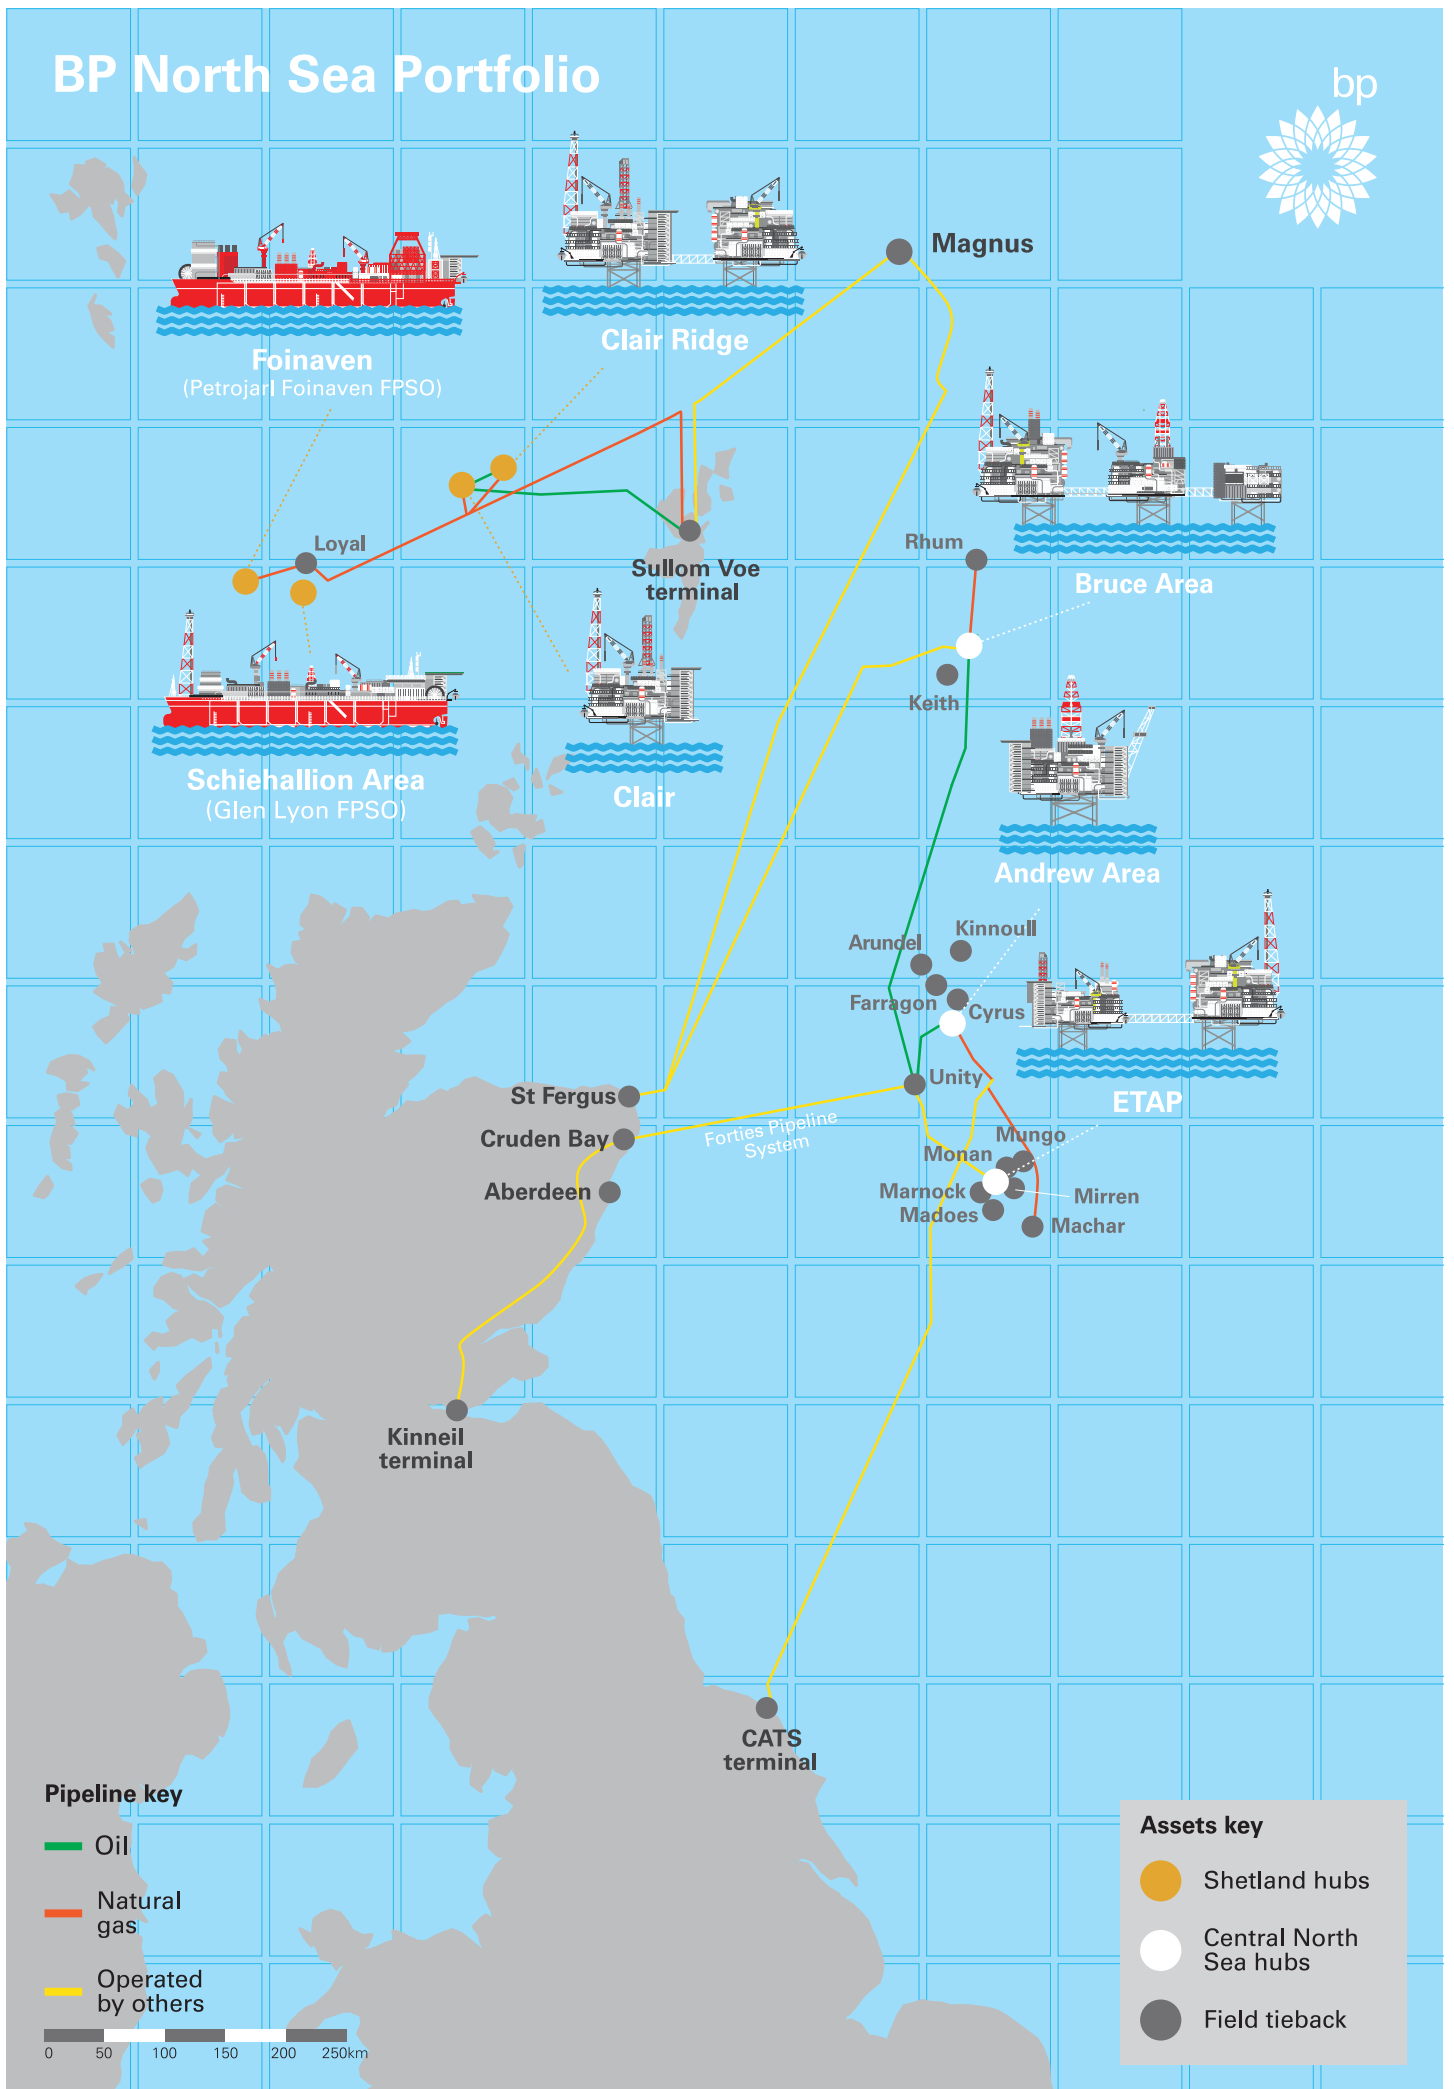 BP North Sea Portfolio
bp
Magnus
Clair Ridge
Foinaven
(Petrojarl Foinaven FPSO)
Loyal
Rhum
Sullom Voe
terminal
Bruce Area
Keith
Schiehallion Area
(Glen Lyon FPSO)
Clair
Andrew Area
Kinnoull
Arundel
Farragon
Cyrus
Unity
St Fergus
ETAP
Forties Pipeline
System
Cruden Bay
Mungo
Monan
Aberdeen
Marnock
Mirren
Madoes
Machar
Kinneil
terminal
CATS
terminal
Pipeline key
Oil
Natural
gas
Operated
by others
0 50 100 150 200 250km
Assets key
Shetland hubs
Central North
Sea hubs
Field tieback